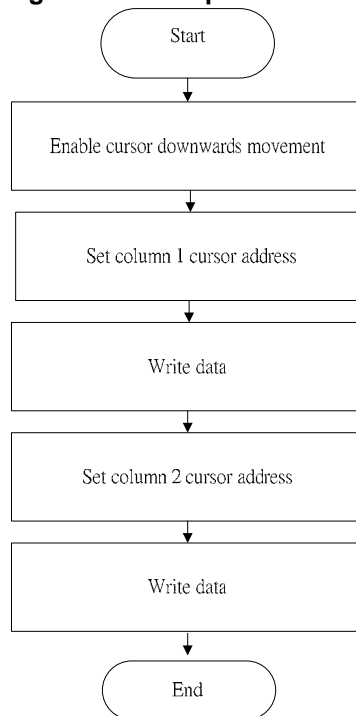 Start
Enable cursor downwards movement
Set column 1 cursor address
Write data
Set column 2 cursor address
Write data
End